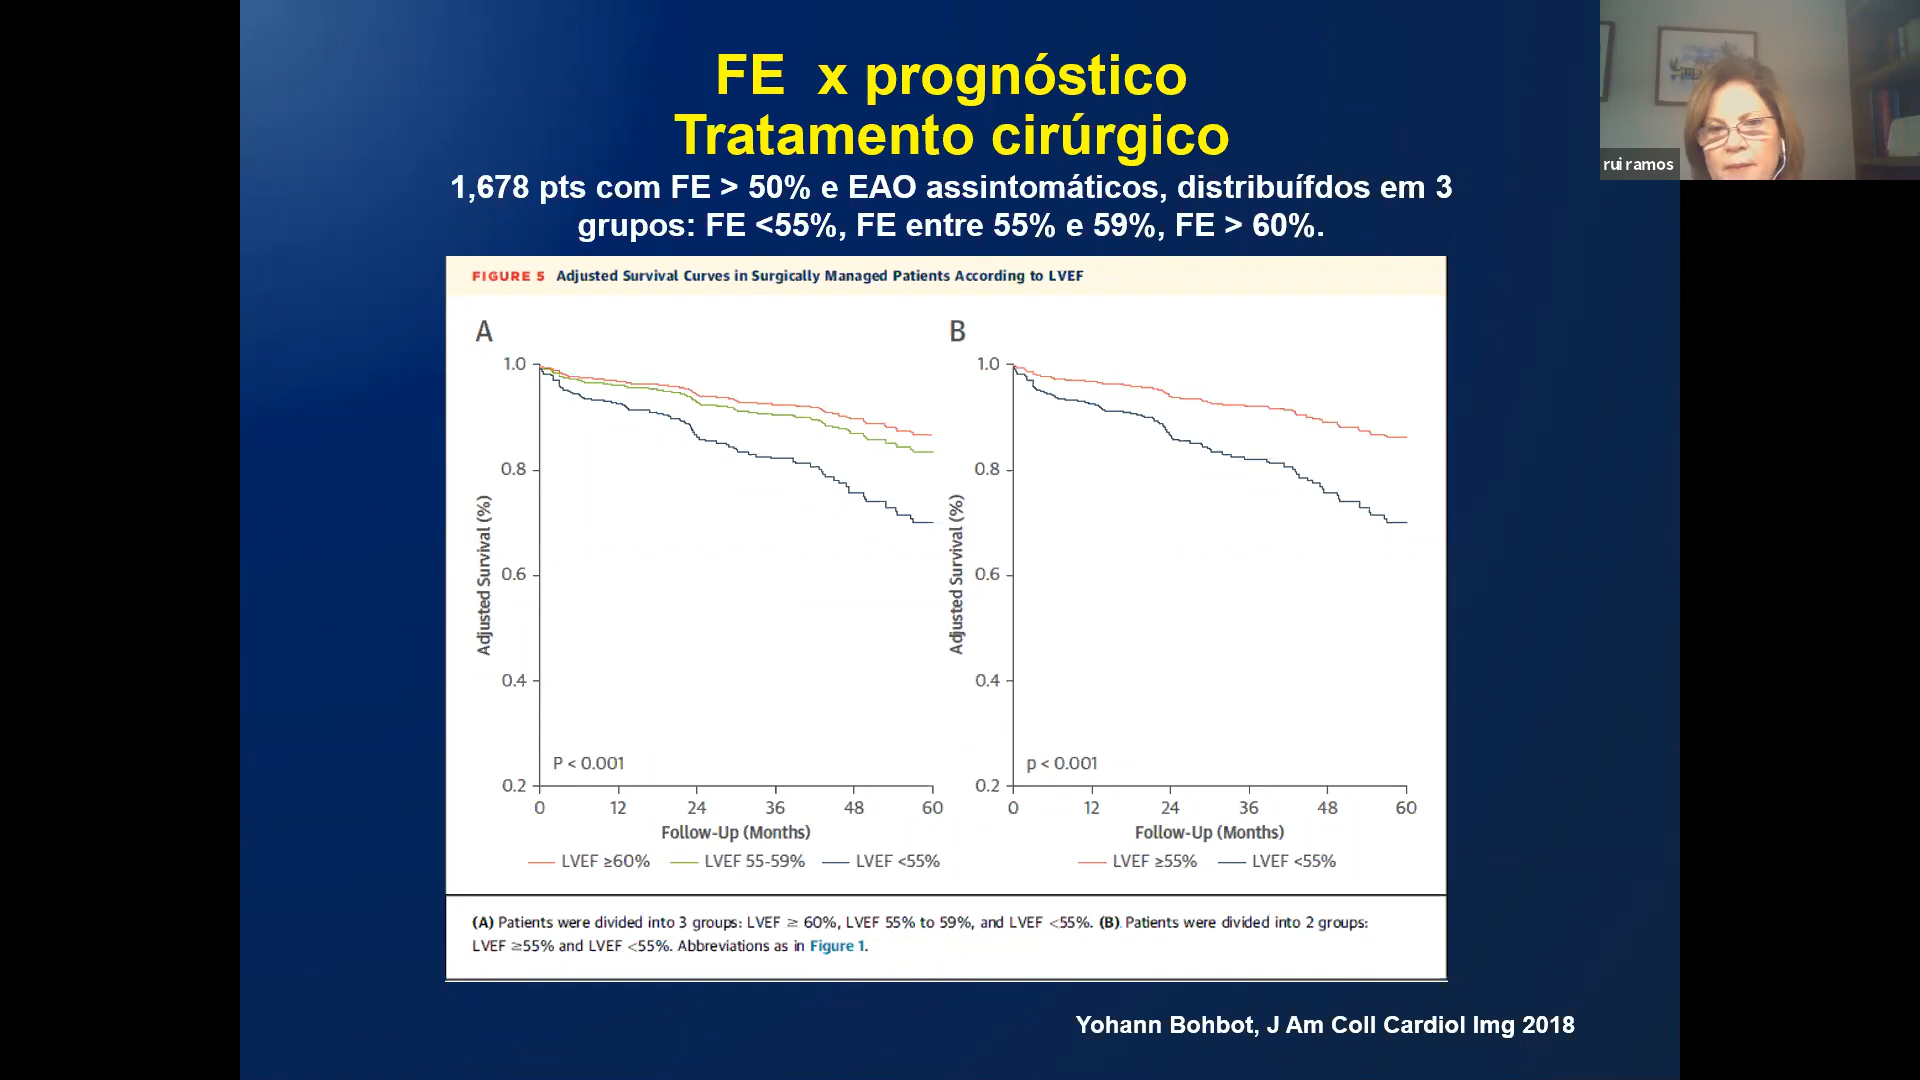 FE x prognóstico
Tratamento cirúrgico
1,678 pts com FE > 50% e EAO assintomáticos, distribuífdos em 3
grupos: FE <55%, FE entre 55% e 59%, FE > 60%.
rui ramos
FIGURE 5 Adjusted Survival Curves in Surgically Managed Patients According to LVEF
A
Adjusted Survival (%)
1.0
0.8
0.6
0.4
0.2
P < 0.001
0 12 24 36 48 60
Follow-Up (Months)
LVEF ≥60% LVEF 55-59% LVEF <55%
B
Adjusted Survival (%)
1.0
0.8
0.6
0.4
0.2
p < 0.001
0 12 24 36 48 60
Follow-Up (Months)
LVEF ≥55% LVEF <55%
(A) Patients were divided into 3 groups: LVEF ≥ 60%, LVEF 55% to 59%, and LVEF <55%. (B) Patients were divided into 2 groups:
LVEF ≥55% and LVEF <55%. Abbreviations as in Figure 1.
Yohann Bohbot, J Am Coll Cardiol Img 2018